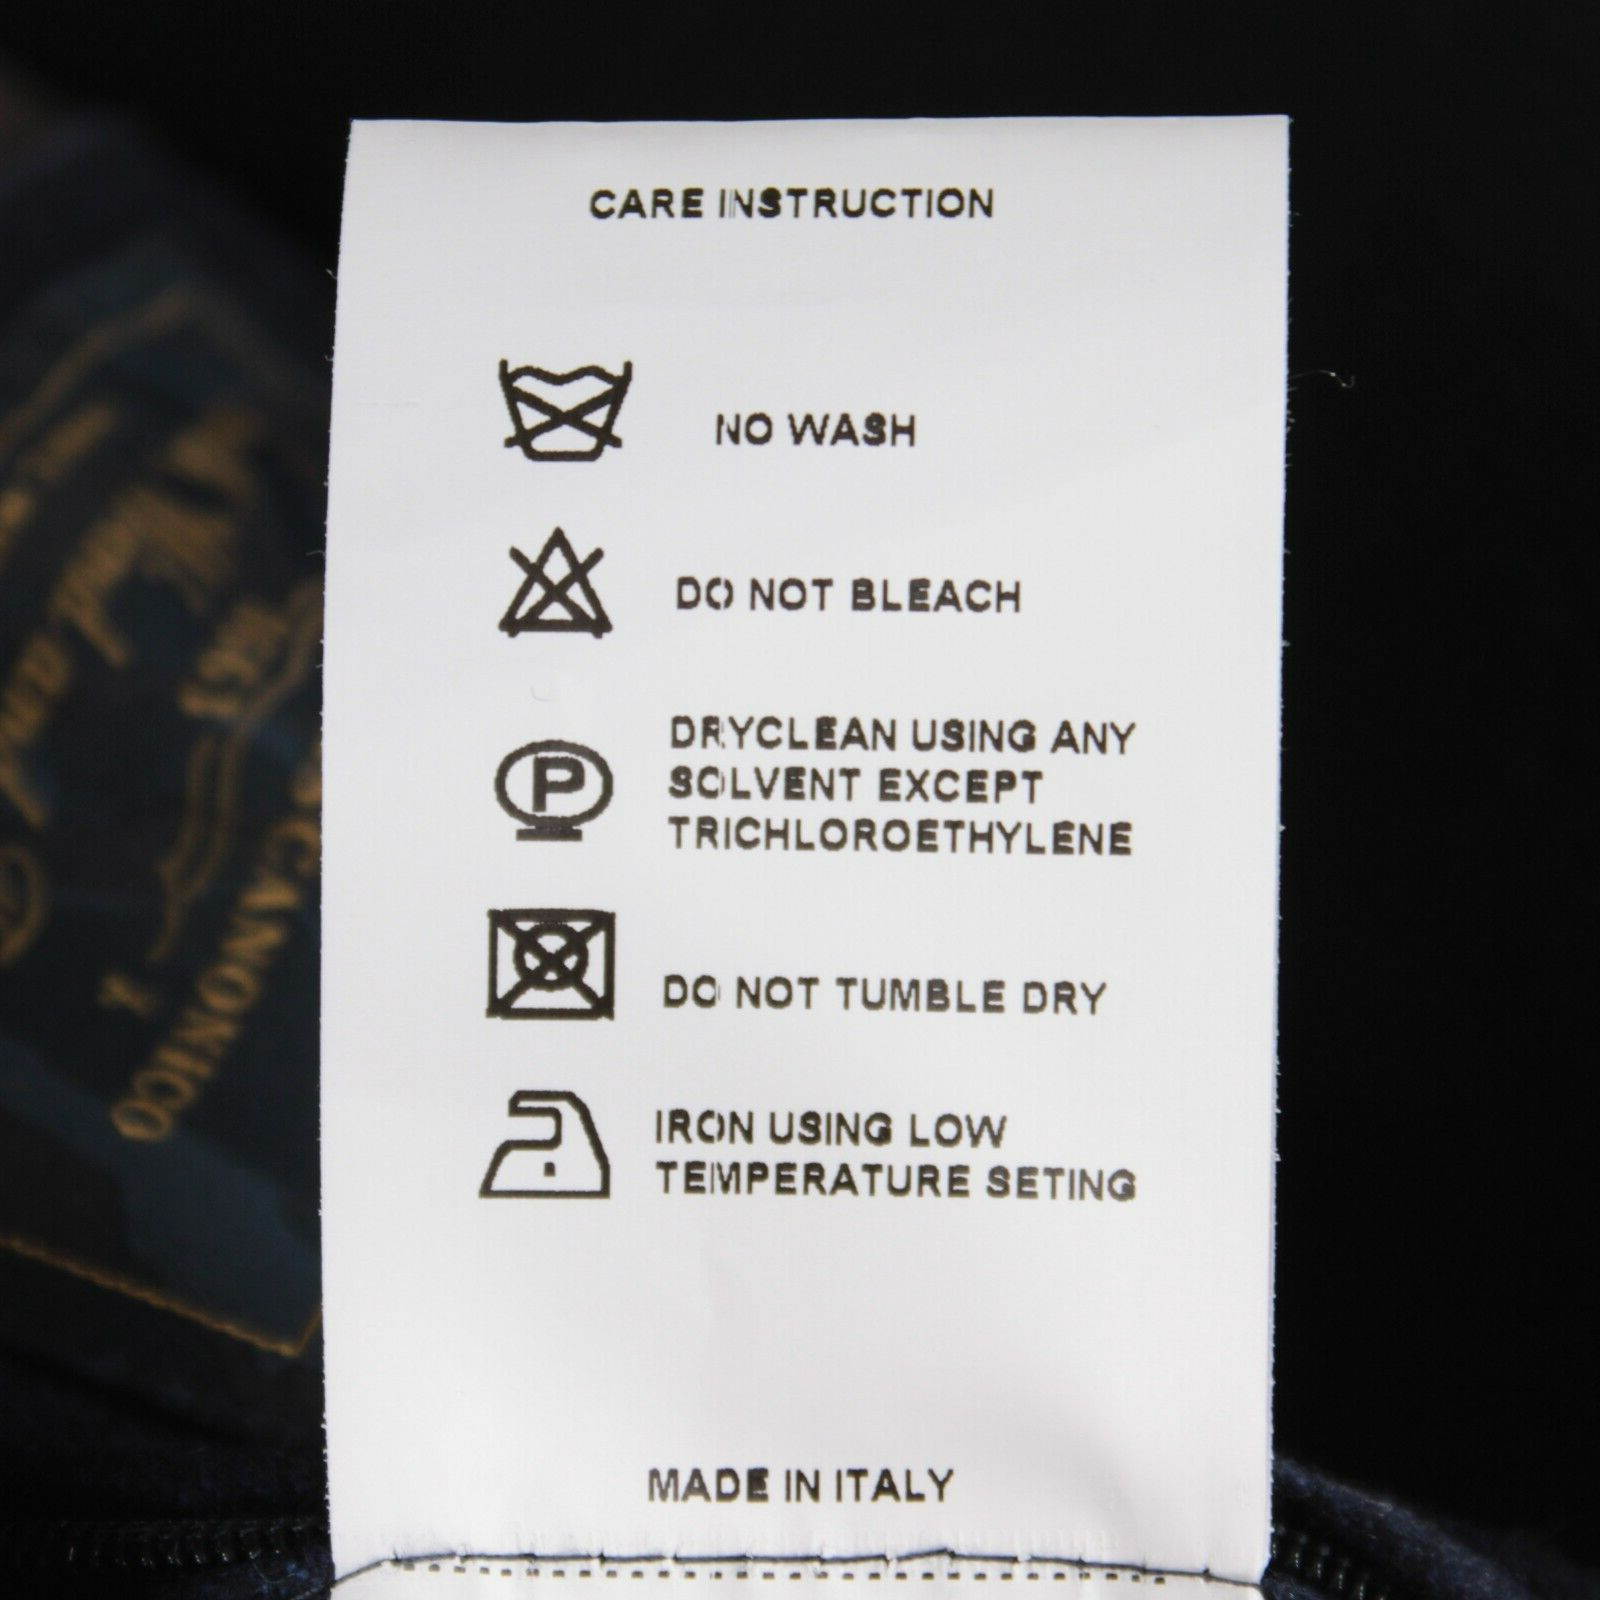 CARE INSTRUCTION
NO WASH
DO NOT BLEACH
P
DRYCLEAN USING ANY
SOLVENT EXCEPT
TRICHLOROETHYLENE
DO NOT TUMBLE DRY
IRON USING LOW
TEMPERATURE SETING
MADE IN ITALY
CANONICO